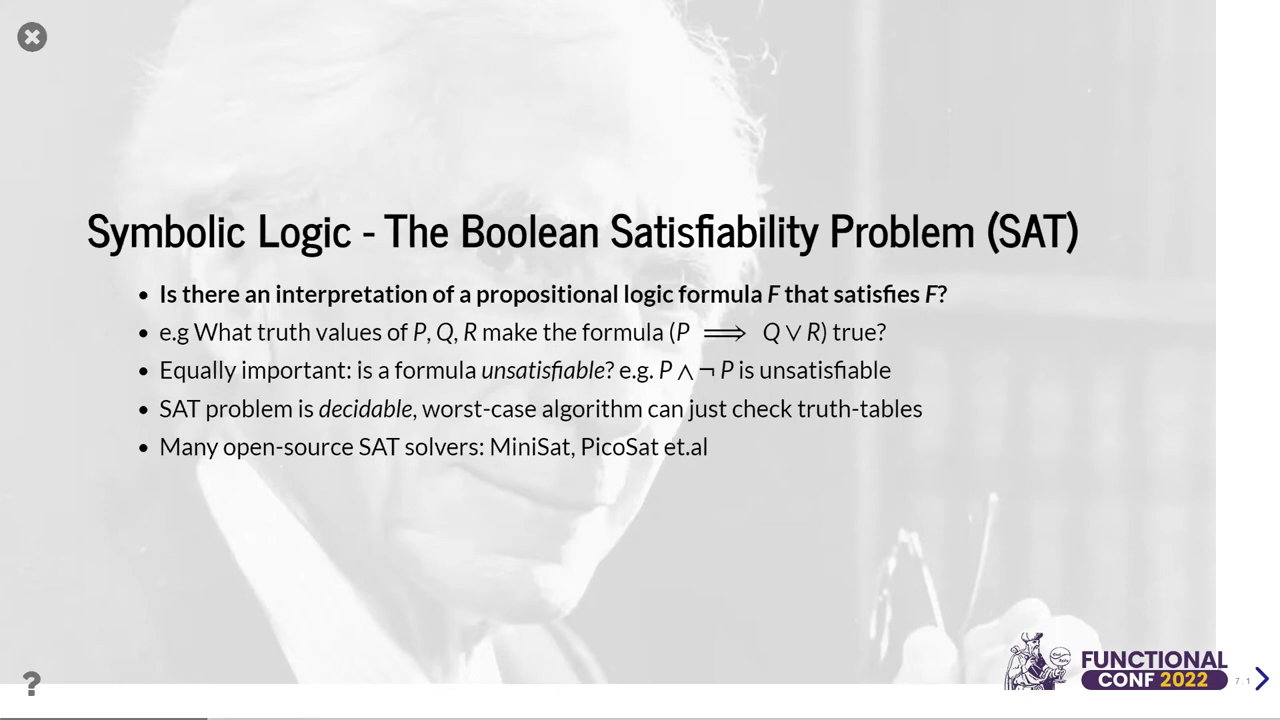 Symbolic Logic - The Boolean Satisfiability Problem (SAT)
• Is there an interpretation of a propositional logic formula F that satisfies F?
• e.g What truth values of P, Q, R make the formula (P ⟹ Q ∨ R) true?
• Equally important: is a formula unsatisfiable? e.g. P ∧ ¬ P is unsatisfiable
• SAT problem is decidable, worst-case algorithm can just check truth-tables
• Many open-source SAT solvers: MiniSat, PicoSat et.al
?
FUNCTIONAL
CONF 2022
7.1